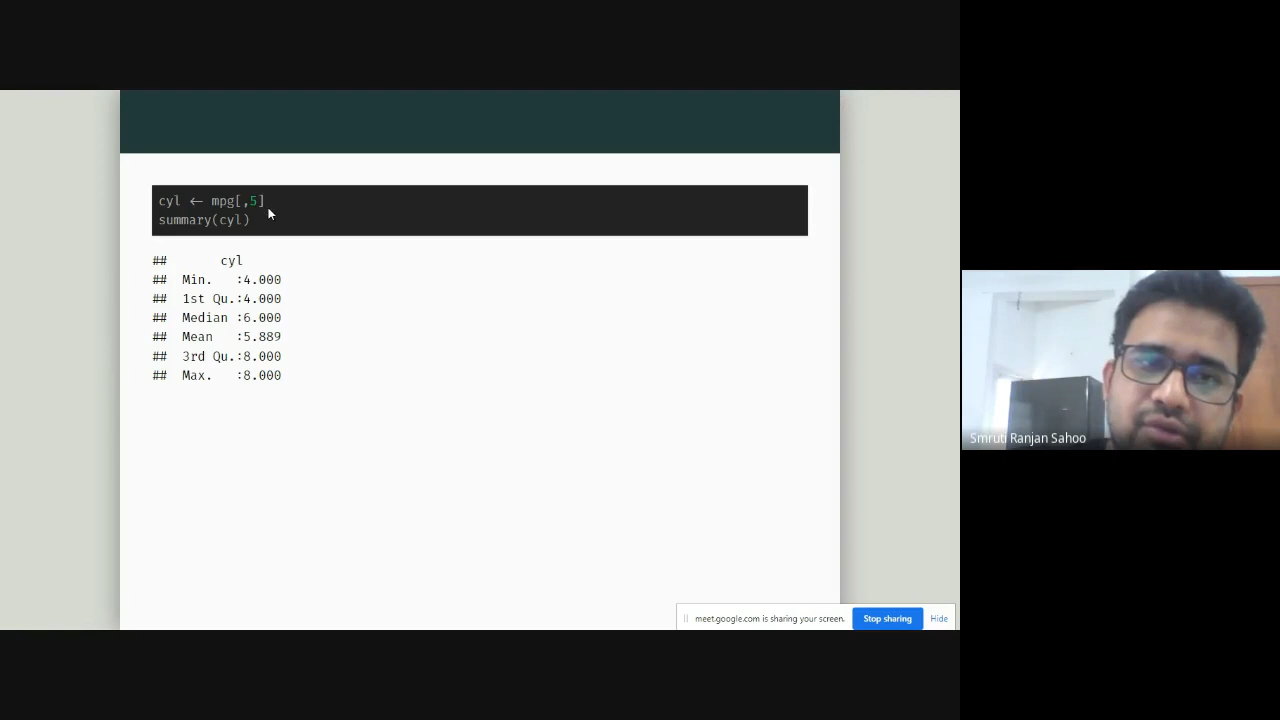 cyl ← mpg[,5]
summary(cyl)
## cyl
## Min. :4.000
## 1st Qu.:4.000
## Median :6.000
## Mean :5.889
## 3rd Qu.:8.000
## Max. :8.000
Smruti Ranjan Sahoo
meet.google.com is sharing your screen.
Stop sharing
Hide